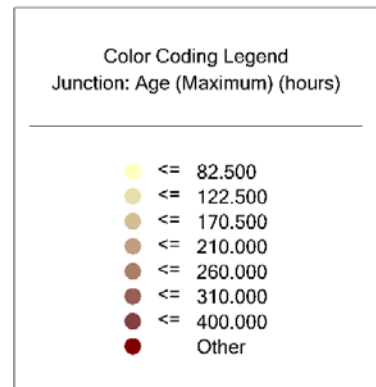 Color Coding Legend
Junction: Age (Maximum) (hours)
<= 82.500
<= 122.500
<= 170.500
<= 210.000
<= 260.000
<= 310.000
<= 400.000
Other